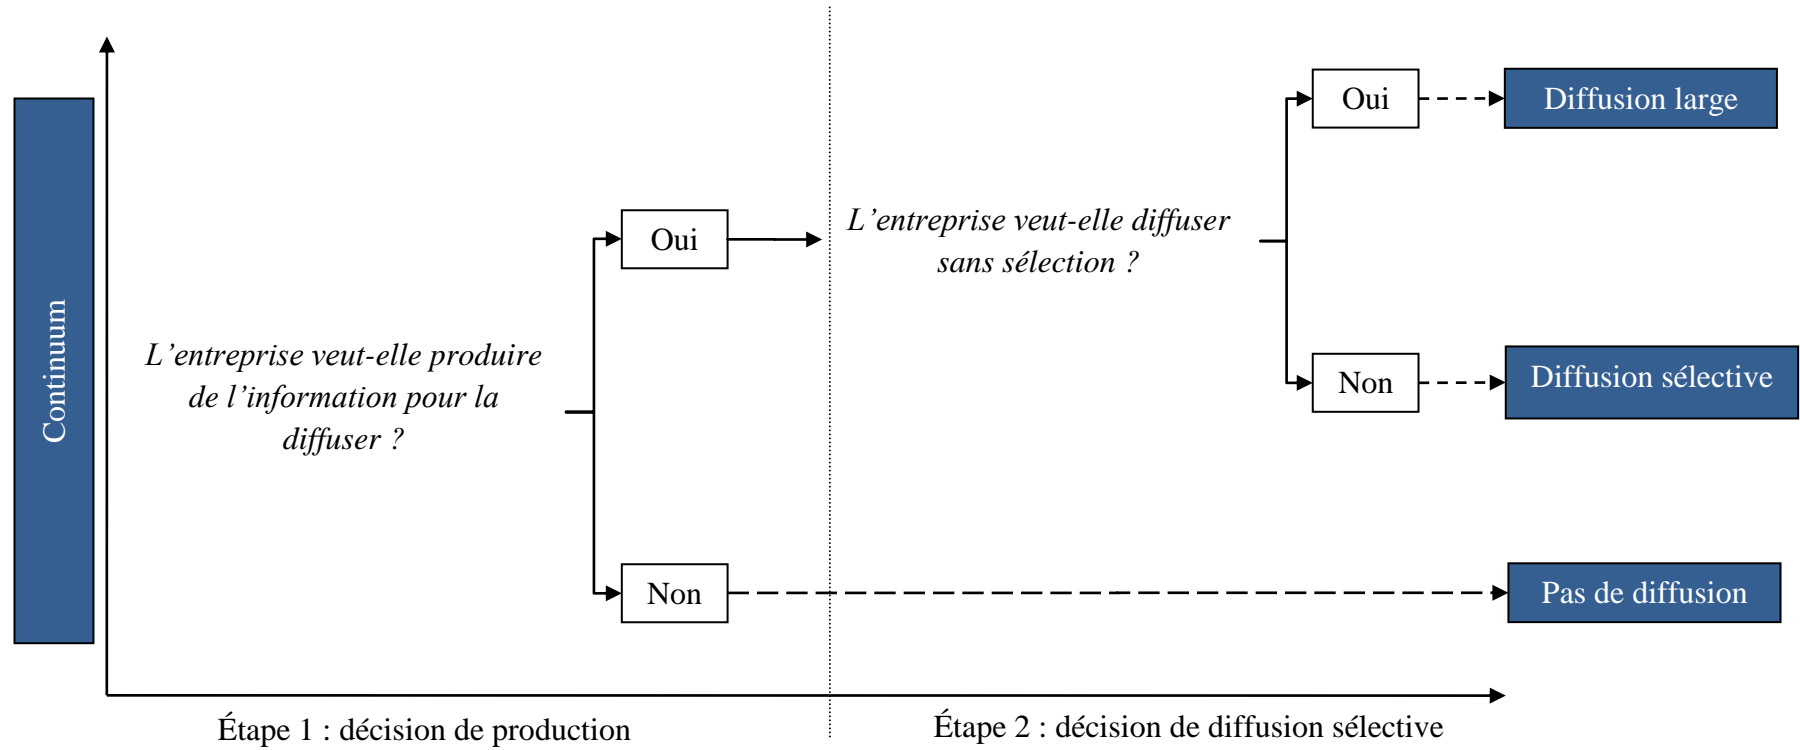 Continuum
L’entreprise veut-elle produire
de l’information pour la
diffuser ?
Oui
Non
L’entreprise veut-elle diffuser
sans sélection ?
Oui
Non
Diffusion large
Diffusion sélective
Pas de diffusion
Étape 1 : décision de production
Étape 2 : décision de diffusion sélective